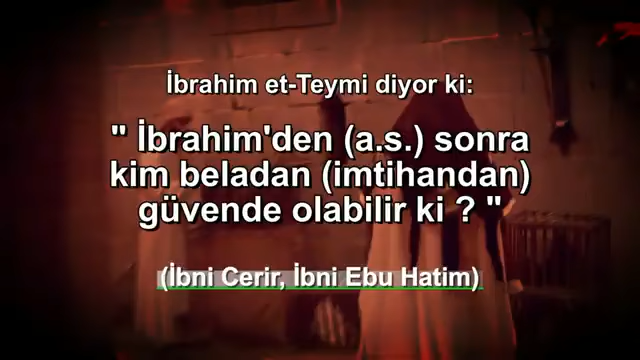 İbrahim et-Teymi diyor ki:
" İbrahim'den (a.s.) sonra
kim beladan (imtihandan)
güvende olabilir ki ? "
(İbni Cerir, İbni Ebu Hatim)